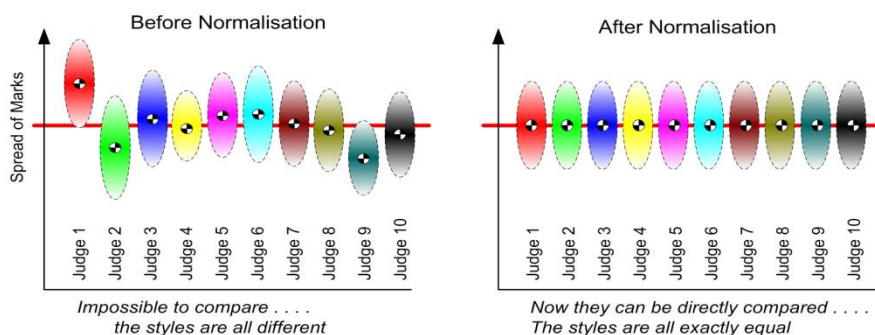 Before Normalisation
Spread of Marks
Judge 1
Judge 2
Judge 3
Judge 4
Judge 5
Judge 6
Judge 7
Judge 8
Judge 9
Judge 10
Impossible to compare . . . .
the styles are all different
After Normalisation
Judge 1
Judge 2
Judge 3
Judge 4
Judge 5
Judge 6
Judge 7
Judge 8
Judge 9
Judge 10
Now they can be directly compared . . . .
The styles are all exactly equal